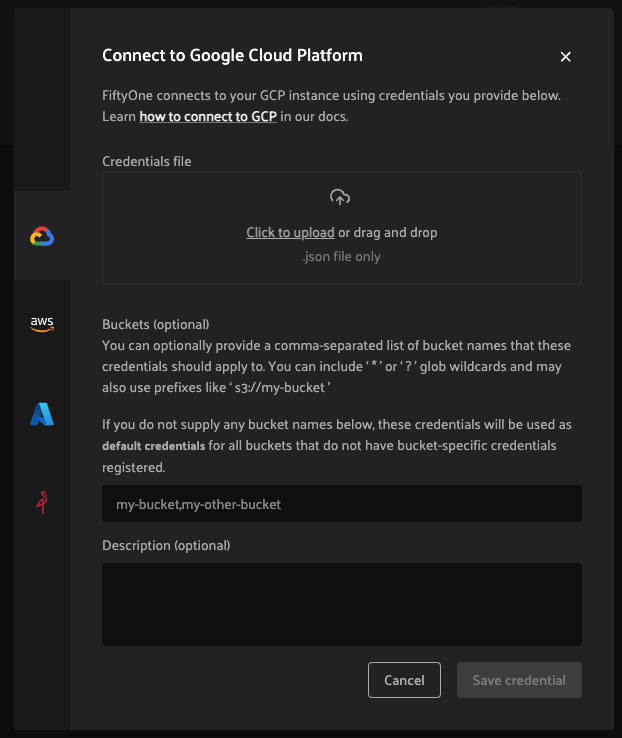 Connect to Google Cloud Platform
FiftyOne connects to your GCP instance using credentials you provide below.
Learn how to connect to GCP in our docs.
Credentials file
Click to upload or drag and drop
.json file only
aws
Buckets (optional)
You can optionally provide a comma-separated list of bucket names that these
credentials should apply to. You can include ‘ * ’ or ‘ ? ’ glob wildcards and may
also use prefixes like ‘ s3://my-bucket ’
If you do not supply any bucket names below, these credentials will be used as
default credentials for all buckets that do not have bucket-specific credentials
registered.
my-bucket,my-other-bucket
Description (optional)
Cancel
Save credential